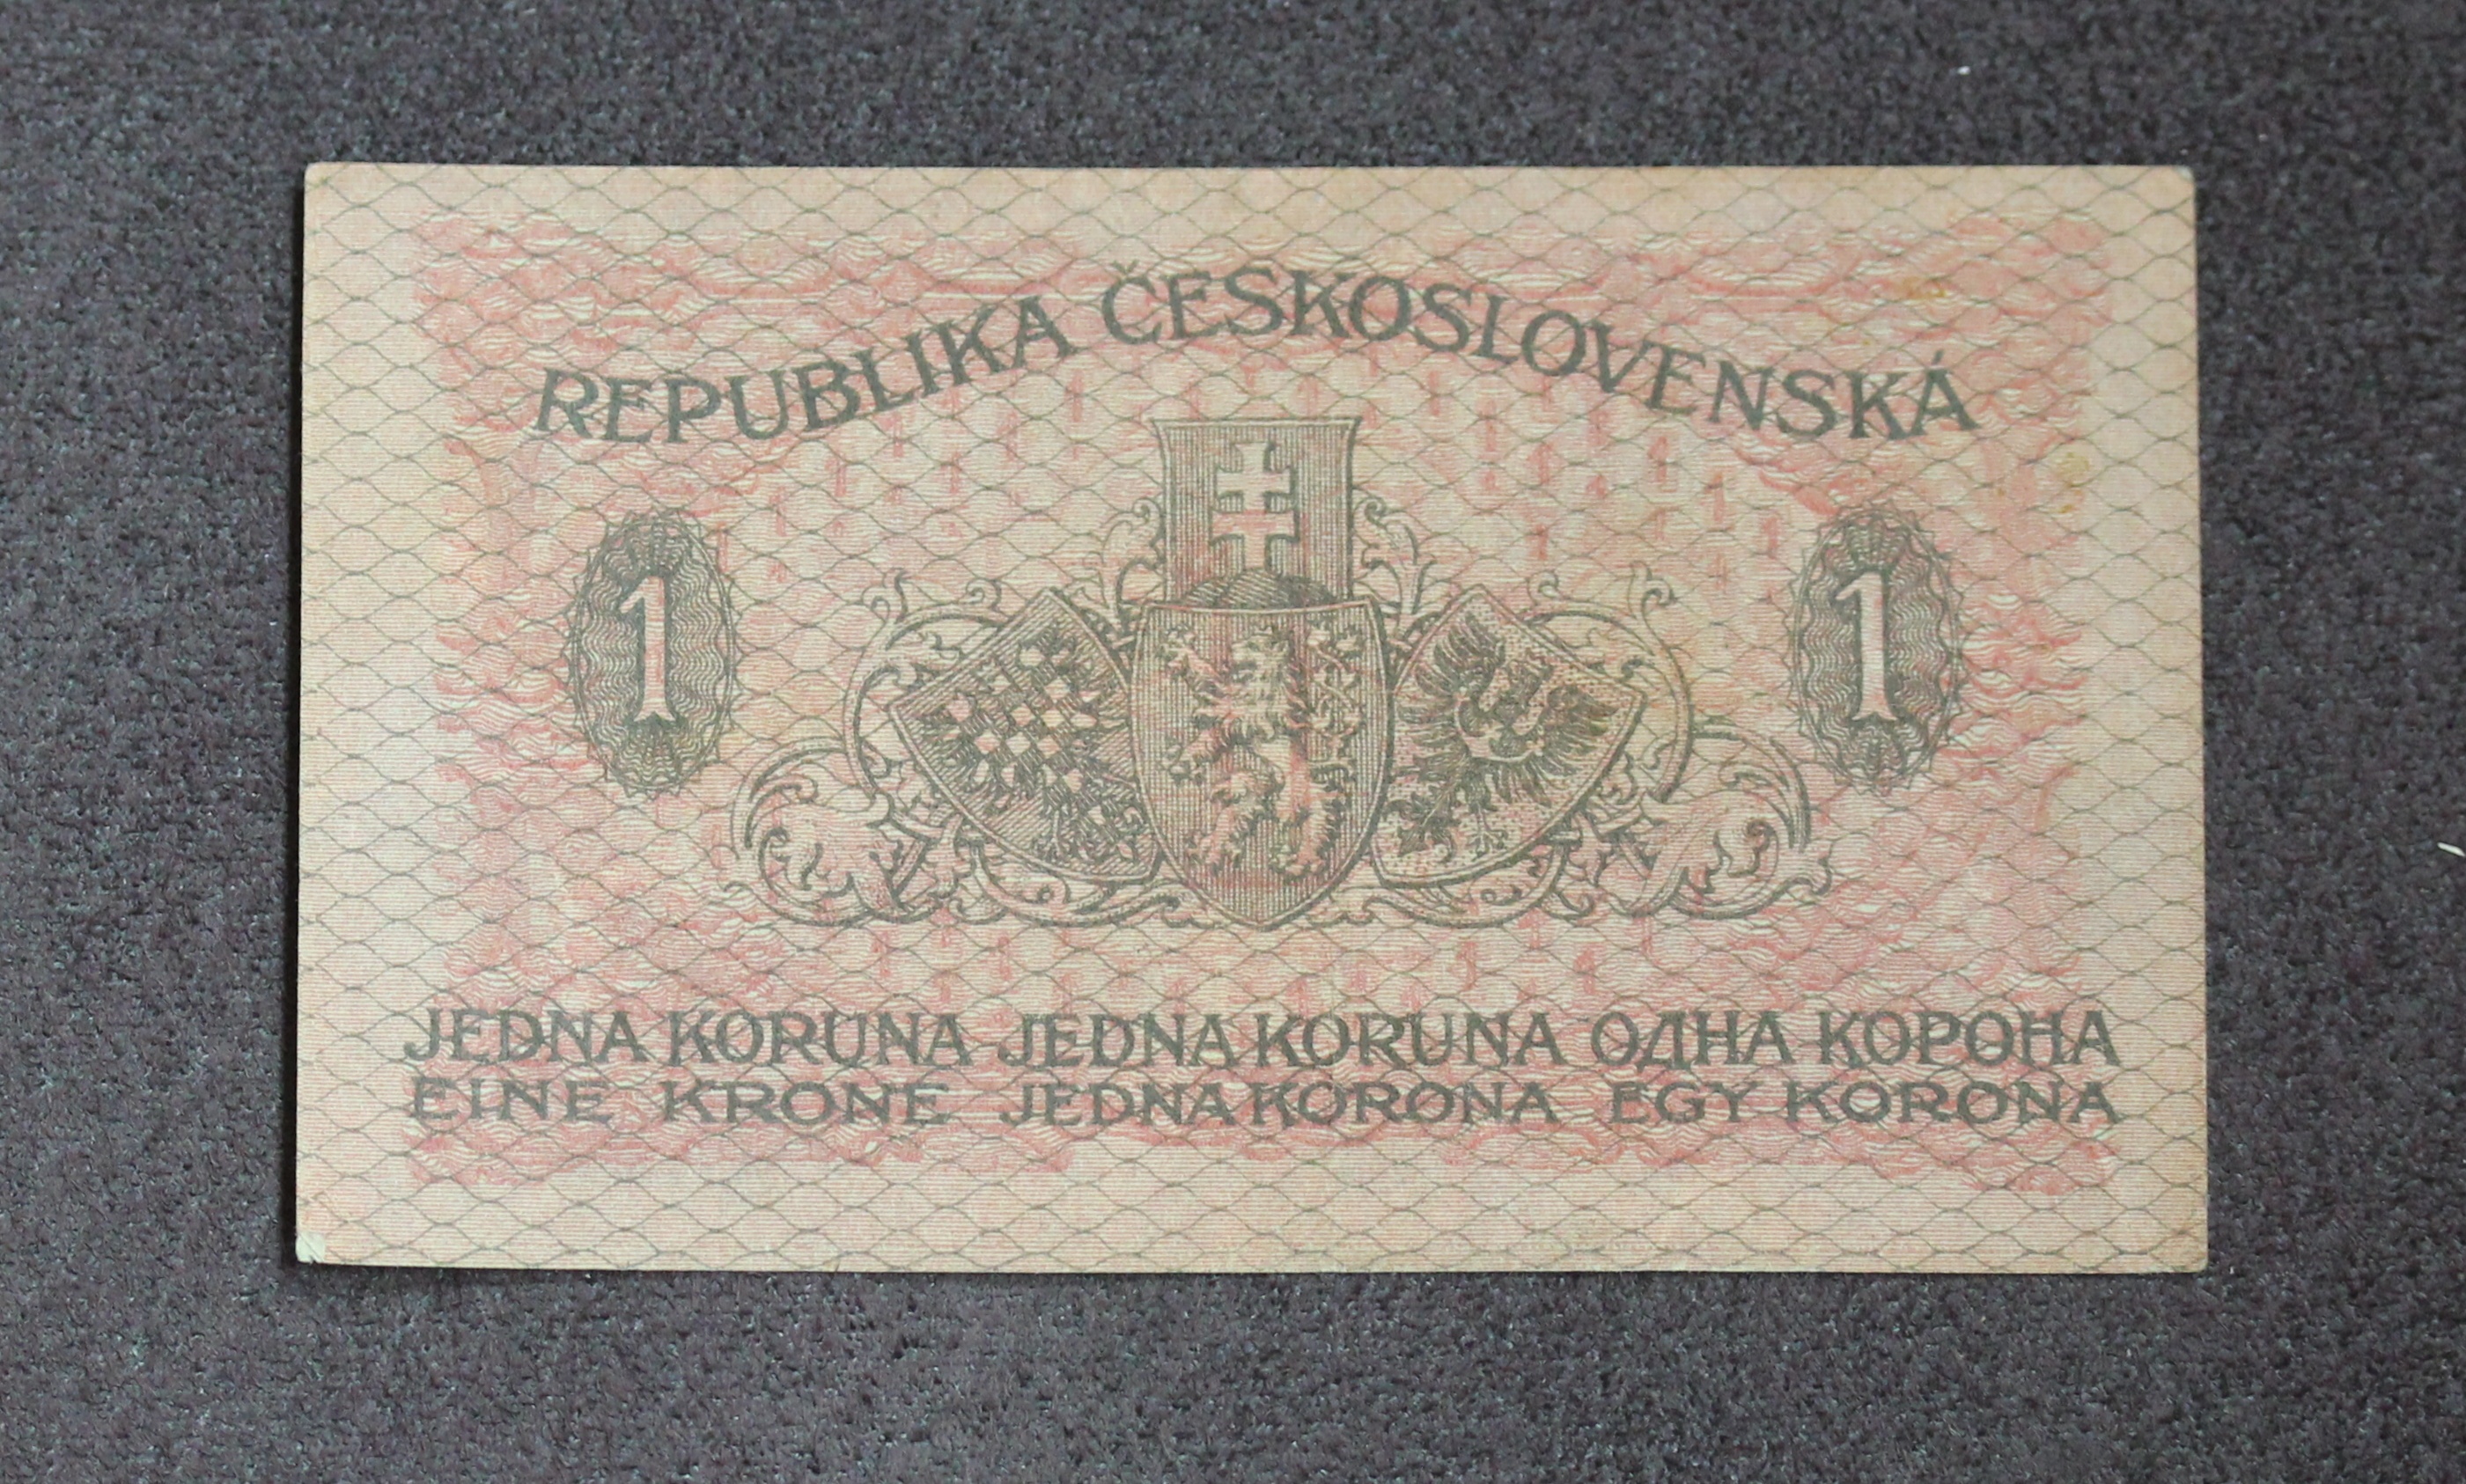 REPUBLIKA ČESKOSLOVENSKÁ
1 1
JEDNA KORUNA JEDNA KORUNA ОДНА КОРОНА
EINE KRONE JEDNA KORONA EGY KORONA